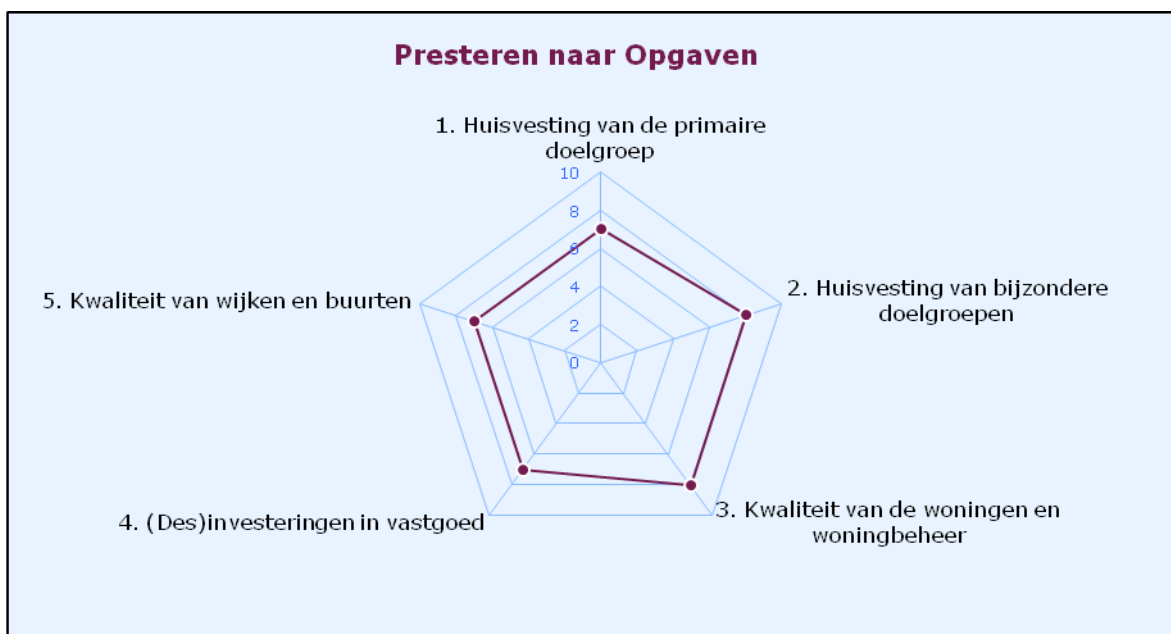 Presteren naar Opgaven
1. Huisvesting van de primaire
doelgroep
10
8
6
4
2
0
2. Huisvesting van bijzondere
doelgroepen
3. Kwaliteit van de woningen en
woningbeheer
4. (Des)investeringen in vastgoed
5. Kwaliteit van wijken en buurten